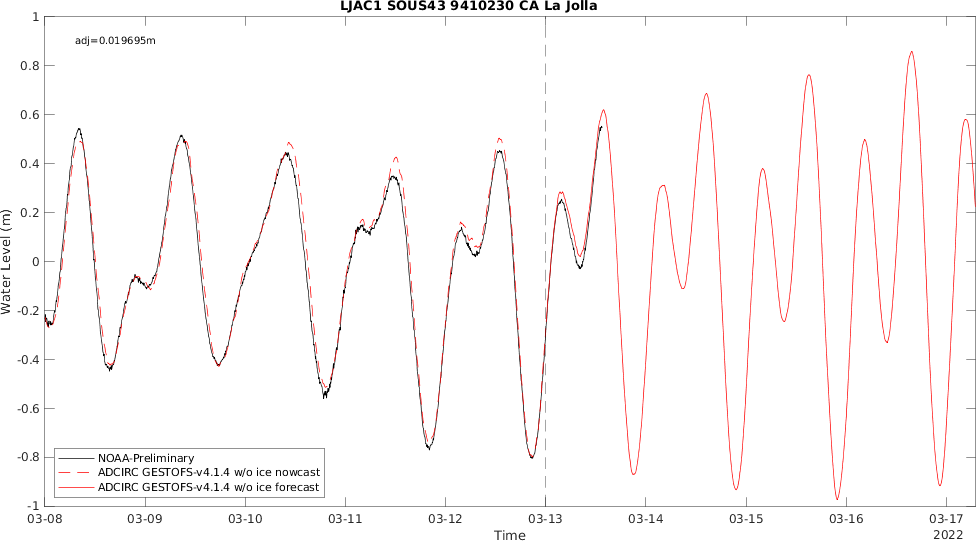 LJAC1 SOUS43 9410230 CA La Jolla
adj=0.019695m
1
0.8
0.6
0.4
0.2
0
-0.2
-0.4
-0.6
-0.8
-1
Water Level (m)
NOAA-Preliminary
ADCIRC GESTOFS-v4.1.4 w/o ice nowcast
ADCIRC GESTOFS-v4.1.4 w/o ice forecast
03-08 03-09 03-10 03-11 03-12 03-13 03-14 03-15 03-16 03-17
Time
2022